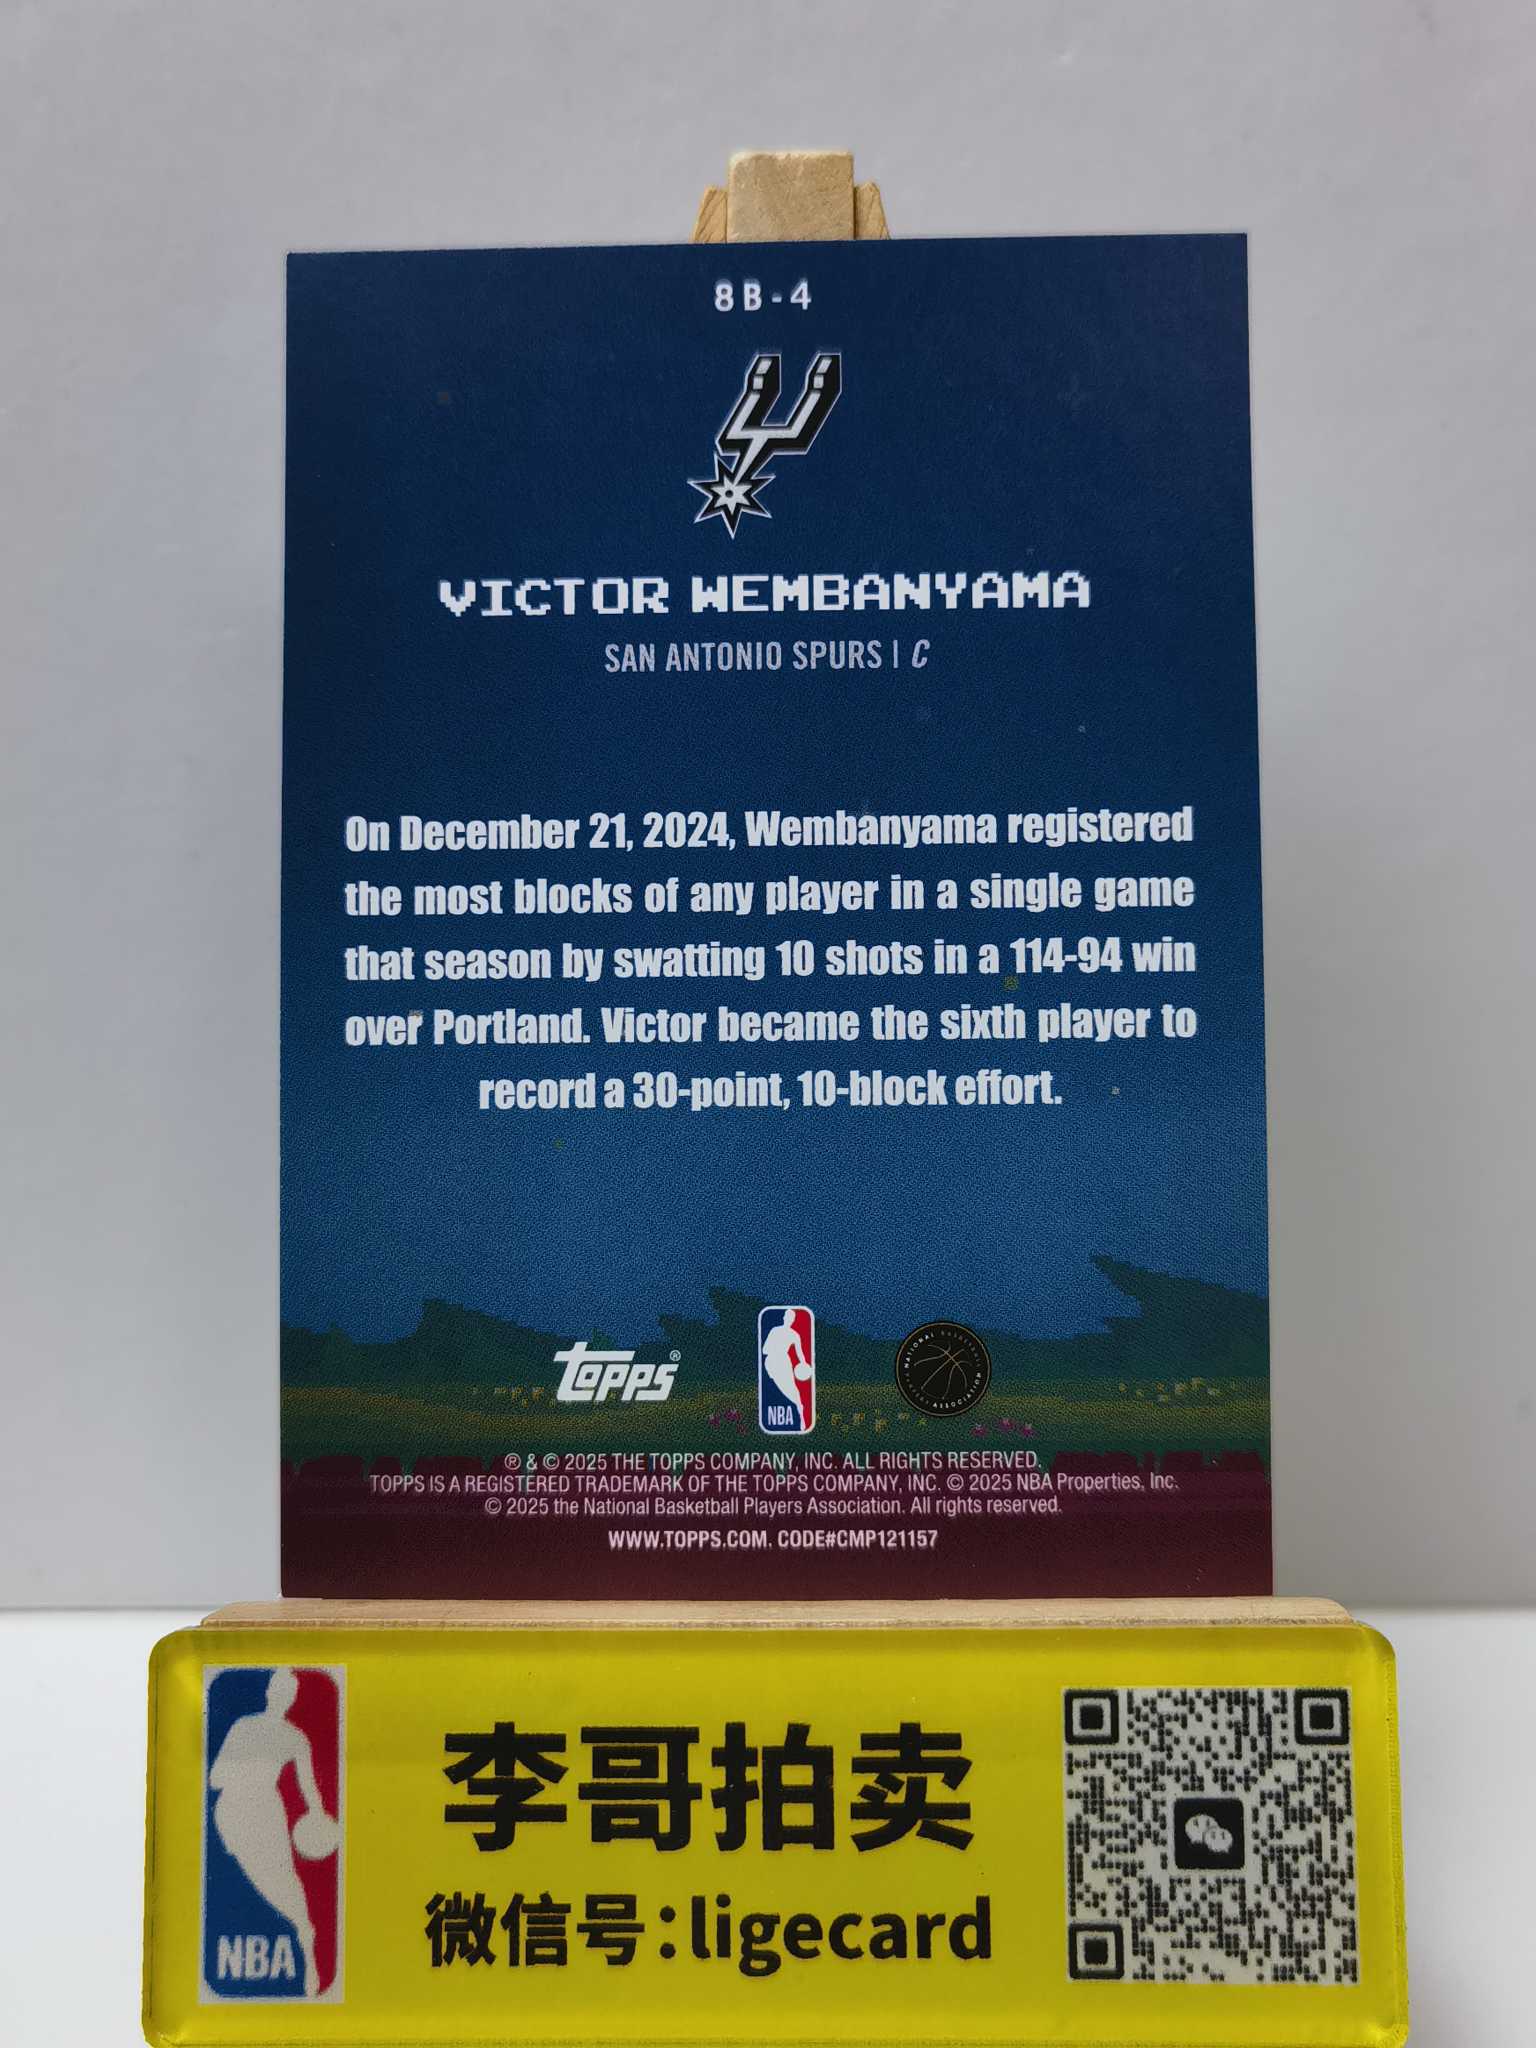 8B-4
VICTOR WEMBANYAMA
SAN ANTONIO SPURS | C
On December 21, 2024, Wembanyama registered
the most blocks of any player in a single game
that season by swatting 10 shots in a 114-94 win
over Portland. Victor became the sixth player to
record a 30-point, 10-block effort.
TOPPS®
NBA
NATIONAL BASKETBALL PLAYERS ASSOCIATION
® & © 2025 THE TOPPS COMPANY, INC. ALL RIGHTS RESERVED.
TOPPS IS A REGISTERED TRADEMARK OF THE TOPPS COMPANY, INC. © 2025 NBA Properties, Inc.
© 2025 the National Basketball Players Association. All rights reserved.
WWW.TOPPS.COM. CODE#CMP121157
NBA
李哥拍卖
微信号:ligecard